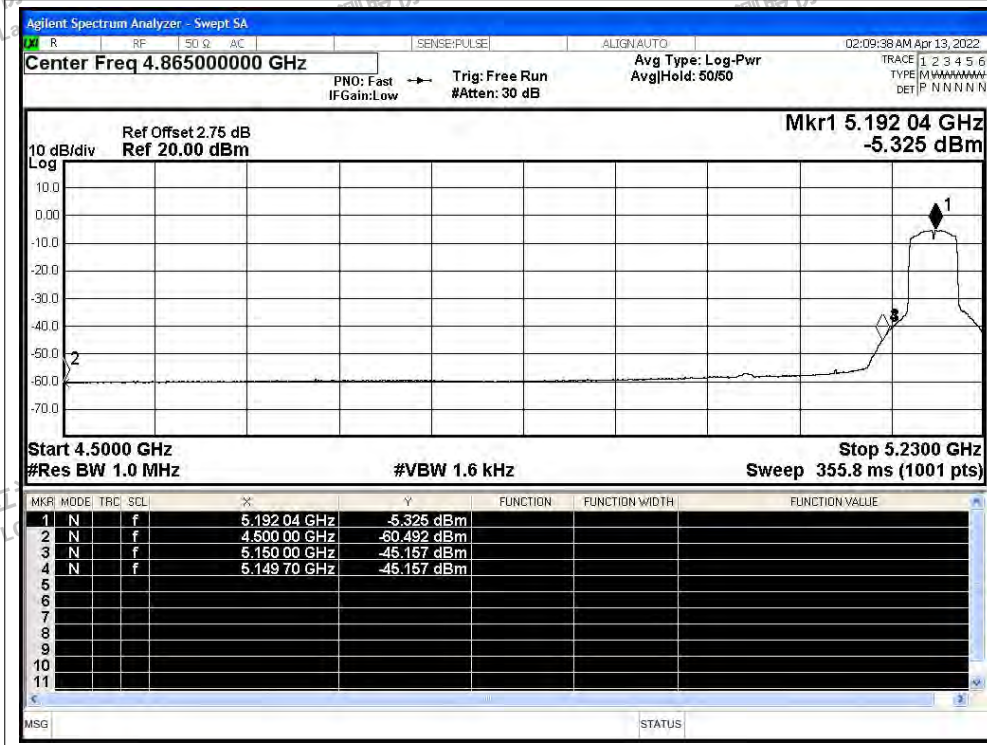 Agilent Spectrum Analyzer - Swept SA
LXI R RF 50 Ω AC SENSE:PULSE ALIGNAUTO 02:09:38 AM Apr 13, 2022
Center Freq 4.865000000 GHz
PNO: Fast
IFGain:Low
Trig: Free Run
#Atten: 30 dB
Avg Type: Log-Pwr
Avg|Hold: 50/50
TRACE 1 2 3 4 5 6
TYPE M W W W W W
DET P N N N N N
Ref Offset 2.75 dB
10 dB/div Ref 20.00 dBm
Log
Mkr1 5.192 04 GHz
-5.325 dBm
10.0
0.00
-10.0
-20.0
-30.0
-40.0
-50.0
-60.0
-70.0
1
2
Start 4.5000 GHz Stop 5.2300 GHz
#Res BW 1.0 MHz #VBW 1.6 kHz Sweep 355.8 ms (1001 pts)
MKR MODE TRC SCL X Y FUNCTION FUNCTION WIDTH FUNCTION VALUE
1 N f 5.192 04 GHz -5.325 dBm
2 N f 4.500 00 GHz -60.492 dBm
3 N f 5.150 00 GHz -45.157 dBm
4 N f 5.149 70 GHz -45.157 dBm
5
6
7
8
9
10
11
MSG STATUS